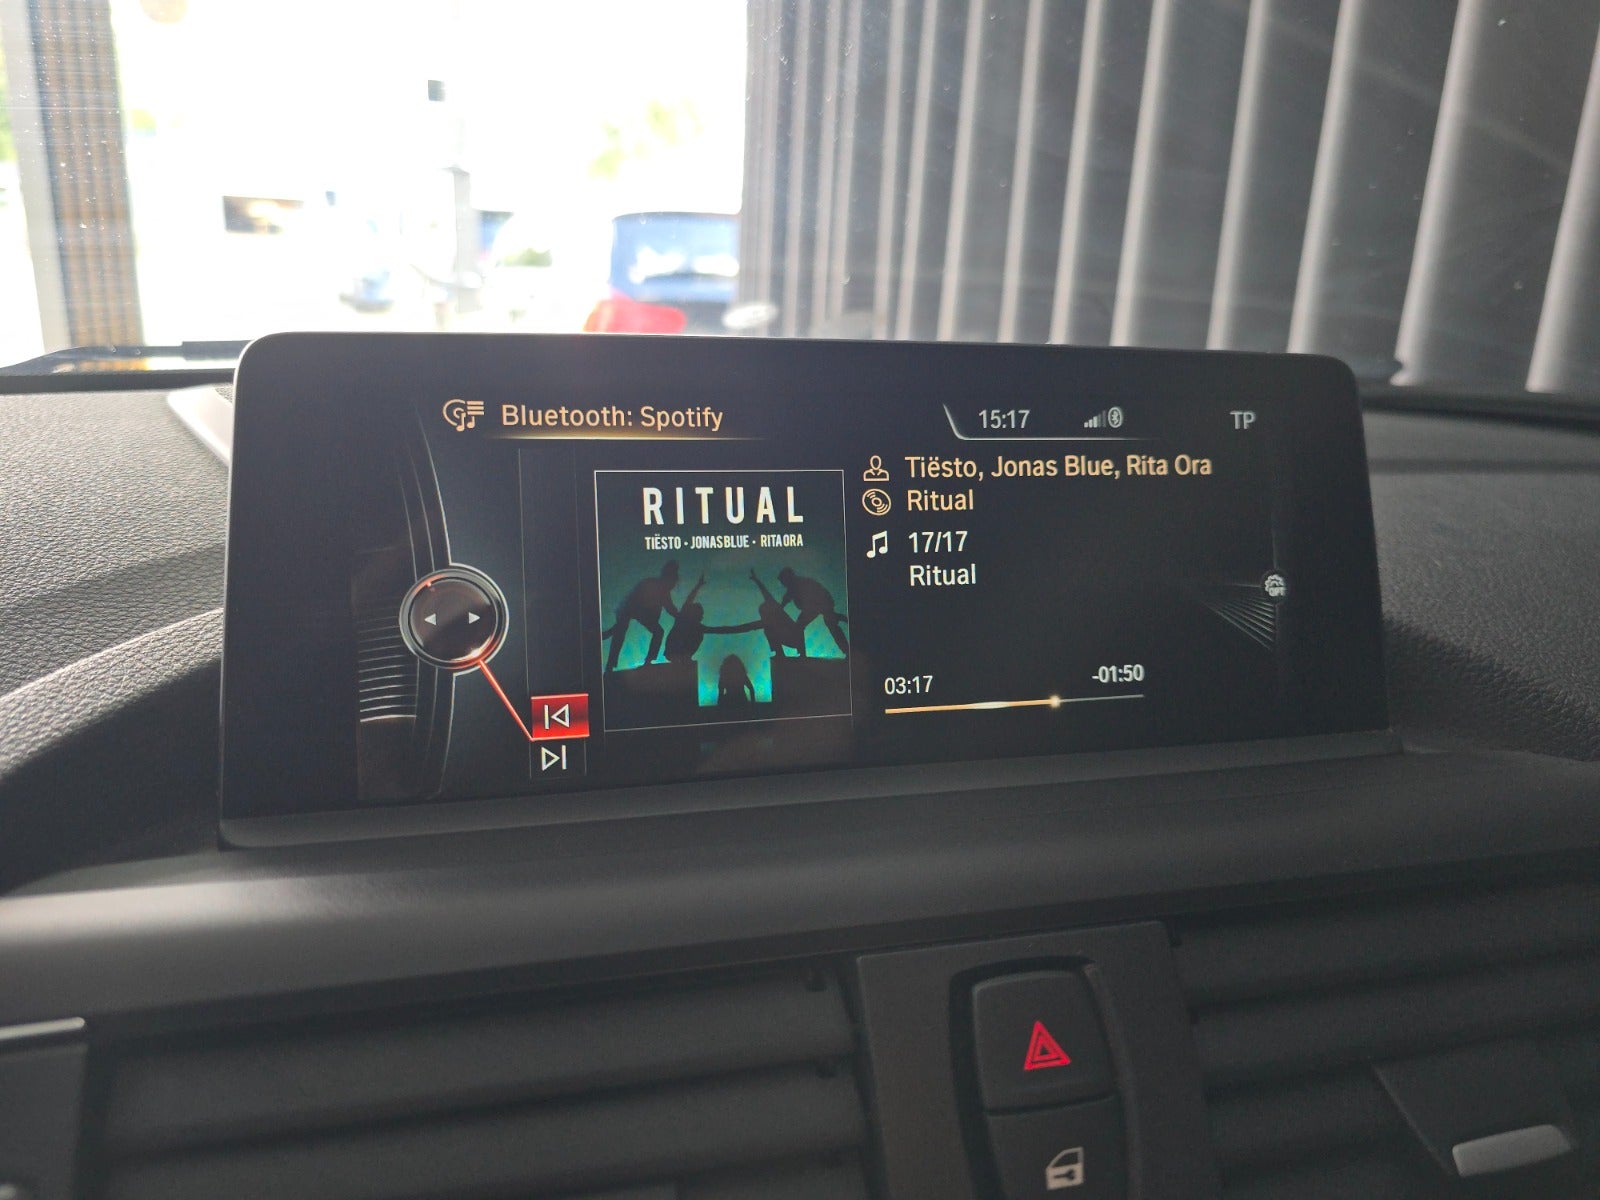 Bluetooth: Spotify
15:17
TP
RITUAL
TIËSTO • JONAS BLUE • RITA ORA
Tiësto, Jonas Blue, Rita Ora
Ritual
17/17
Ritual
OPT
03:17
-01:50